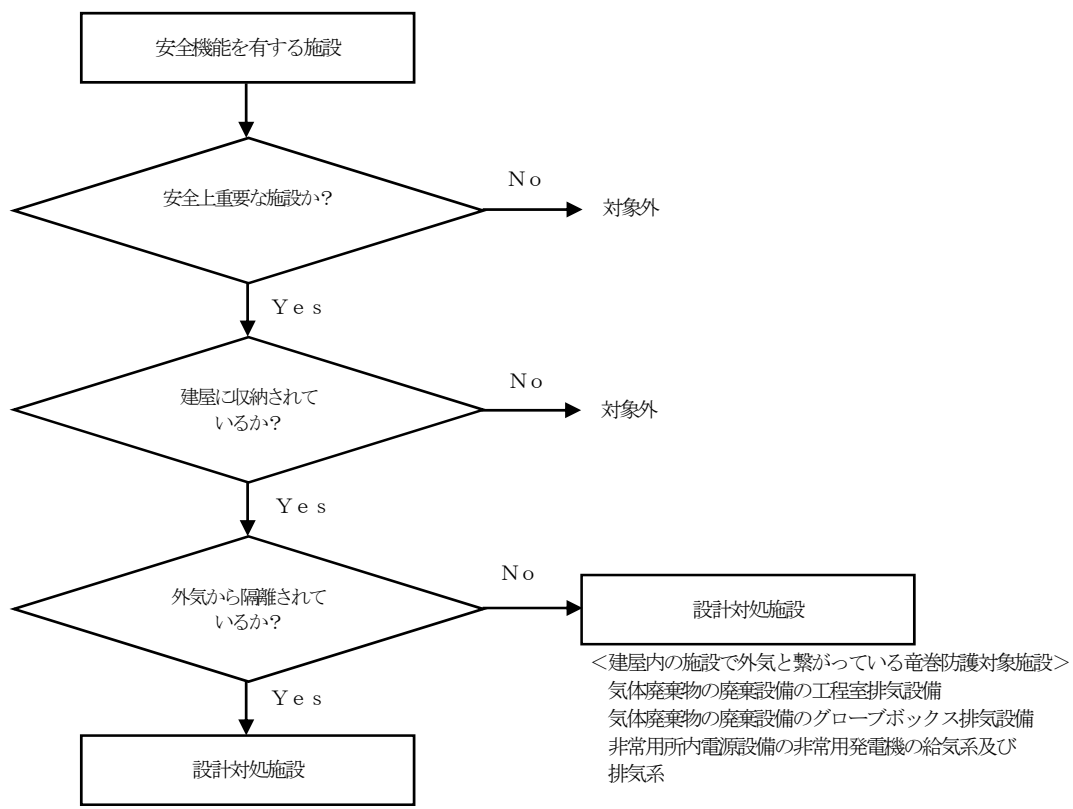 安全機能を有する施設
安全上重要な施設か?
No
対象外
Yes
建屋に収納されて
いるか?
No
対象外
Yes
外気から隔離されて
いるか?
No
設計対処施設
<建屋内の施設で外気と繋がっている竜巻防護対象施設>
気体廃棄物の廃棄設備の工程室排気設備
気体廃棄物の廃棄設備のグローブボックス排気設備
非常用所内電源設備の非常用発電機の給気系及び
排気系
Yes
設計対処施設